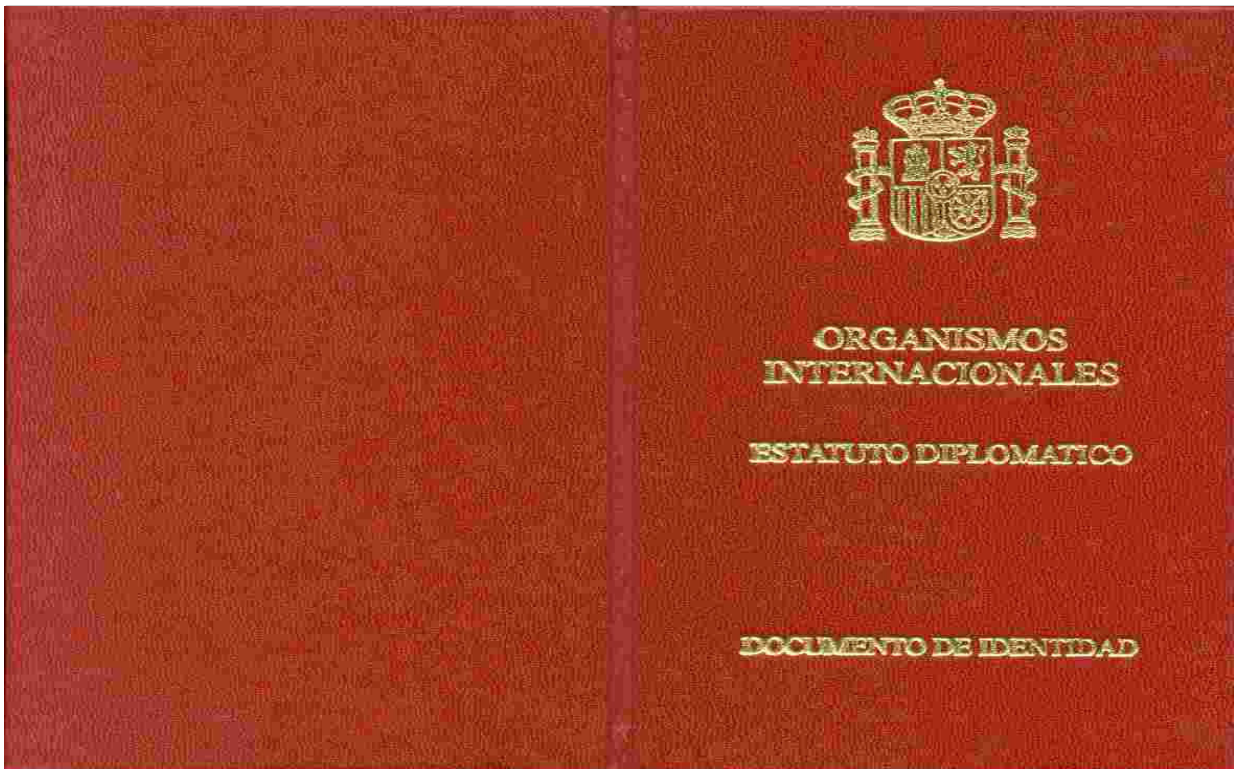 ORGANISMOS
INTERNACIONALES
ESTATUTO DIPLOMATICO
DOCUMENTO DE IDENTIDAD